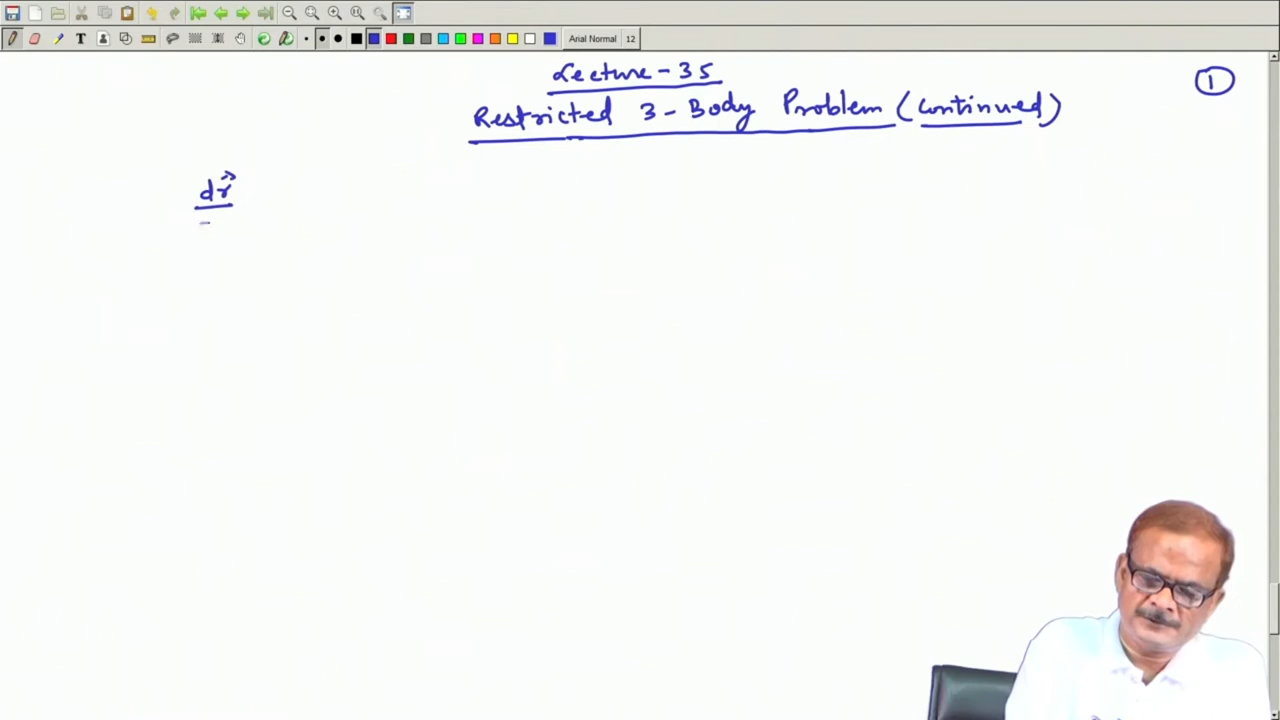 Arial Normal 12
Lecture-35
①
Restricted 3-Body Problem (Continued)
dr⃗